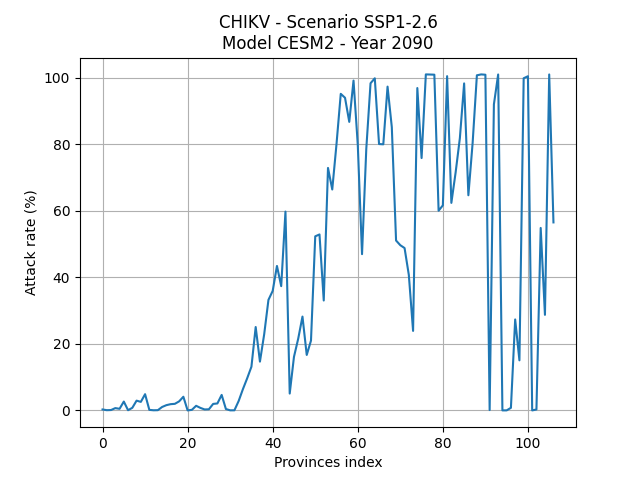 CHIKV - Scenario SSP1-2.6
Model CESM2 - Year 2090
100
80
60
40
20
0
Attack rate (%)
0 20 40 60 80 100
Provinces index